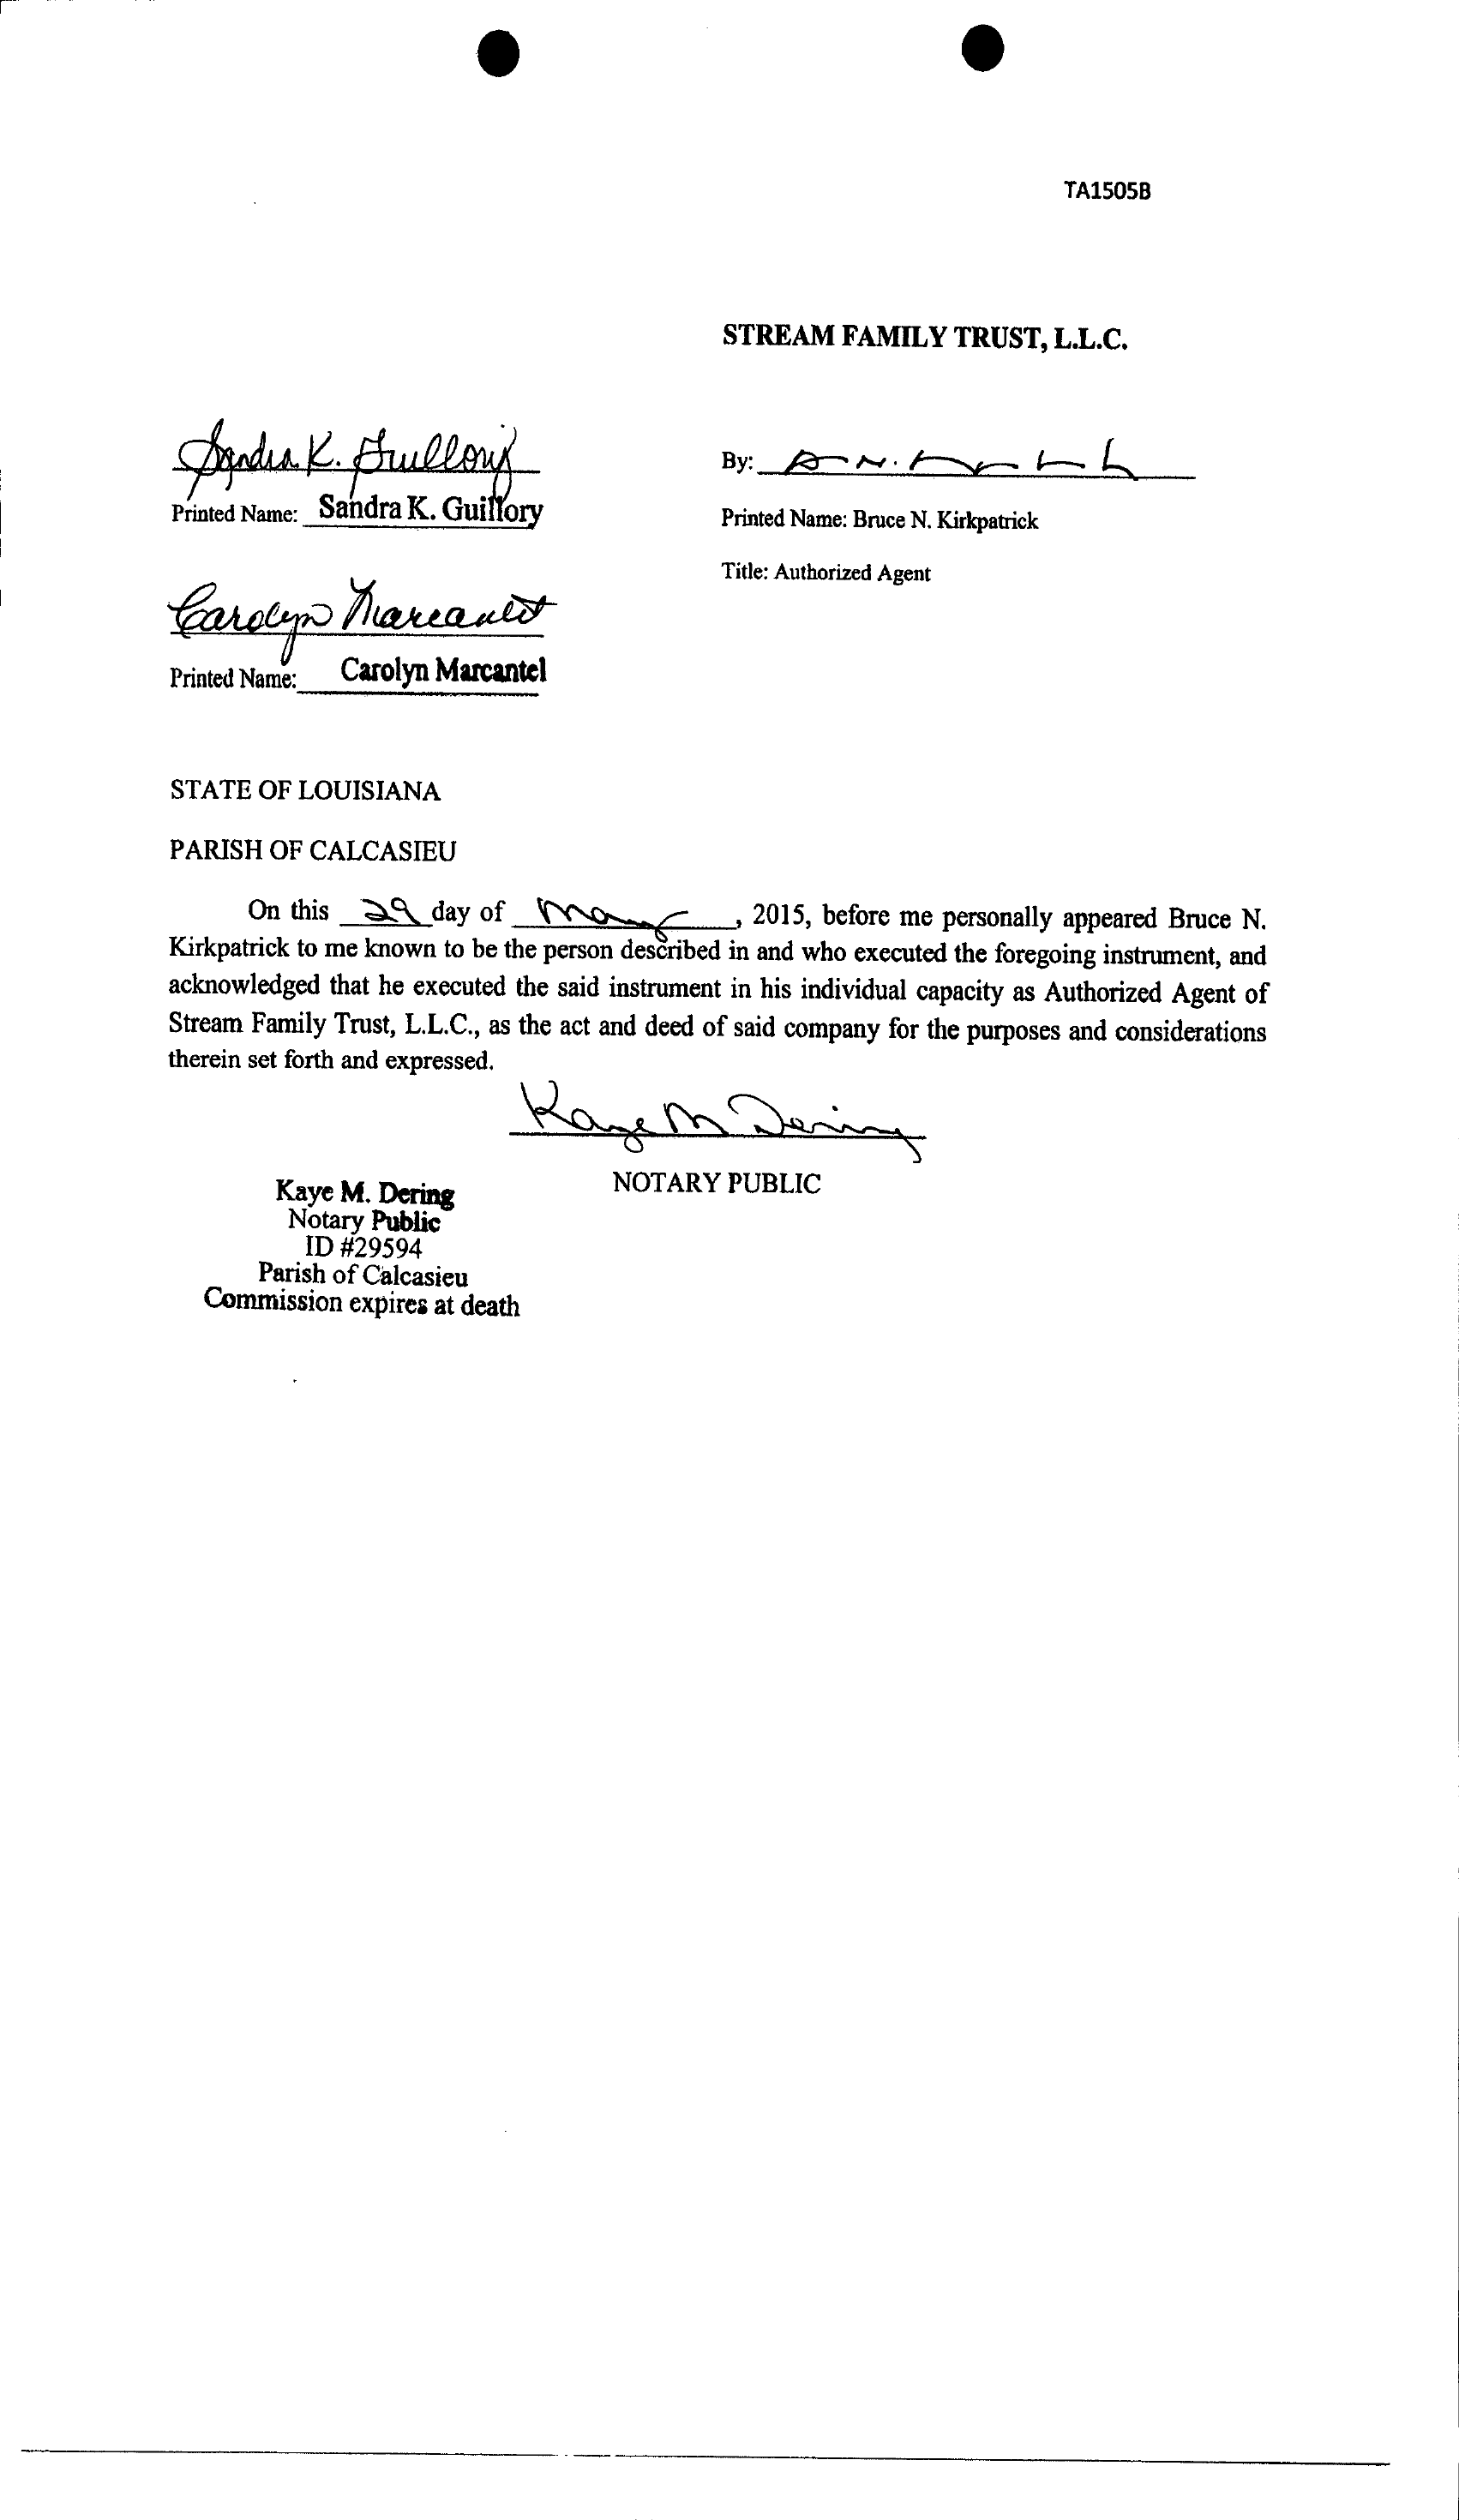 TA1505B
STREAM FAMILY TRUST, L.L.C.
Sandra K. Guillory
Printed Name: Sandra K. Guillory
By:
Printed Name: Bruce N. Kirkpatrick
Title: Authorized Agent
Carolyn Marcantel
Printed Name: Carolyn Marcantel
STATE OF LOUISIANA
PARISH OF CALCASIEU
On this 29 day of May, 2015, before me personally appeared Bruce N.
Kirkpatrick to me known to be the person described in and who executed the foregoing instrument, and
acknowledged that he executed the said instrument in his individual capacity as Authorized Agent of
Stream Family Trust, L.L.C., as the act and deed of said company for the purposes and considerations
therein set forth and expressed.
Kaye M Dering
NOTARY PUBLIC
Kaye M. Dering
Notary Public
ID #29594
Parish of Calcasieu
Commission expires at death